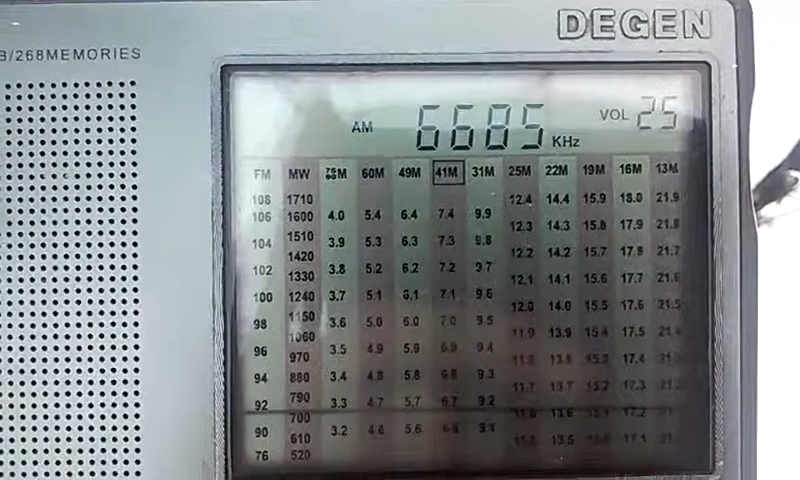 DEGEN
/268MEMORIES
AM 6685 KHz VOL 25
FM MW 75M 60M 49M 41M 31M 25M 22M 19M 16M 13M
108 1710 12.4 14.4 15.9 18.0 21.9
106 1600 4.0 5.4 6.4 7.4 9.9
12.3 14.3 15.8 17.9 21.8
104 1510 3.9 5.3 6.3 7.3 9.8
1420 12.2 14.2 15.7 17.8 21.7
102 3.8 5.2 6.2 7.2 9.7
1330 12.1 14.1 15.6 17.7 21.6
100 1240 3.7 5.1 6.1 7.1 9.6
1150 12.0 14.0 15.5 17.6 21.5
98 3.6 5.0 6.0 7.0 9.5
1060 11.9 13.9 15.4 17.5 21.4
96 3.5 4.9 5.9 6.9 9.4
970 17.4
94 880 3.4 4.8 5.8 6.8 9.3
11.7 13.7 17.3
92 790 3.3 4.7 5.7 6.7 9.2
700 13.6 17.2
90 3.2 4.6 5.6 6.6 9.1
610 13.5 17.1
76 520